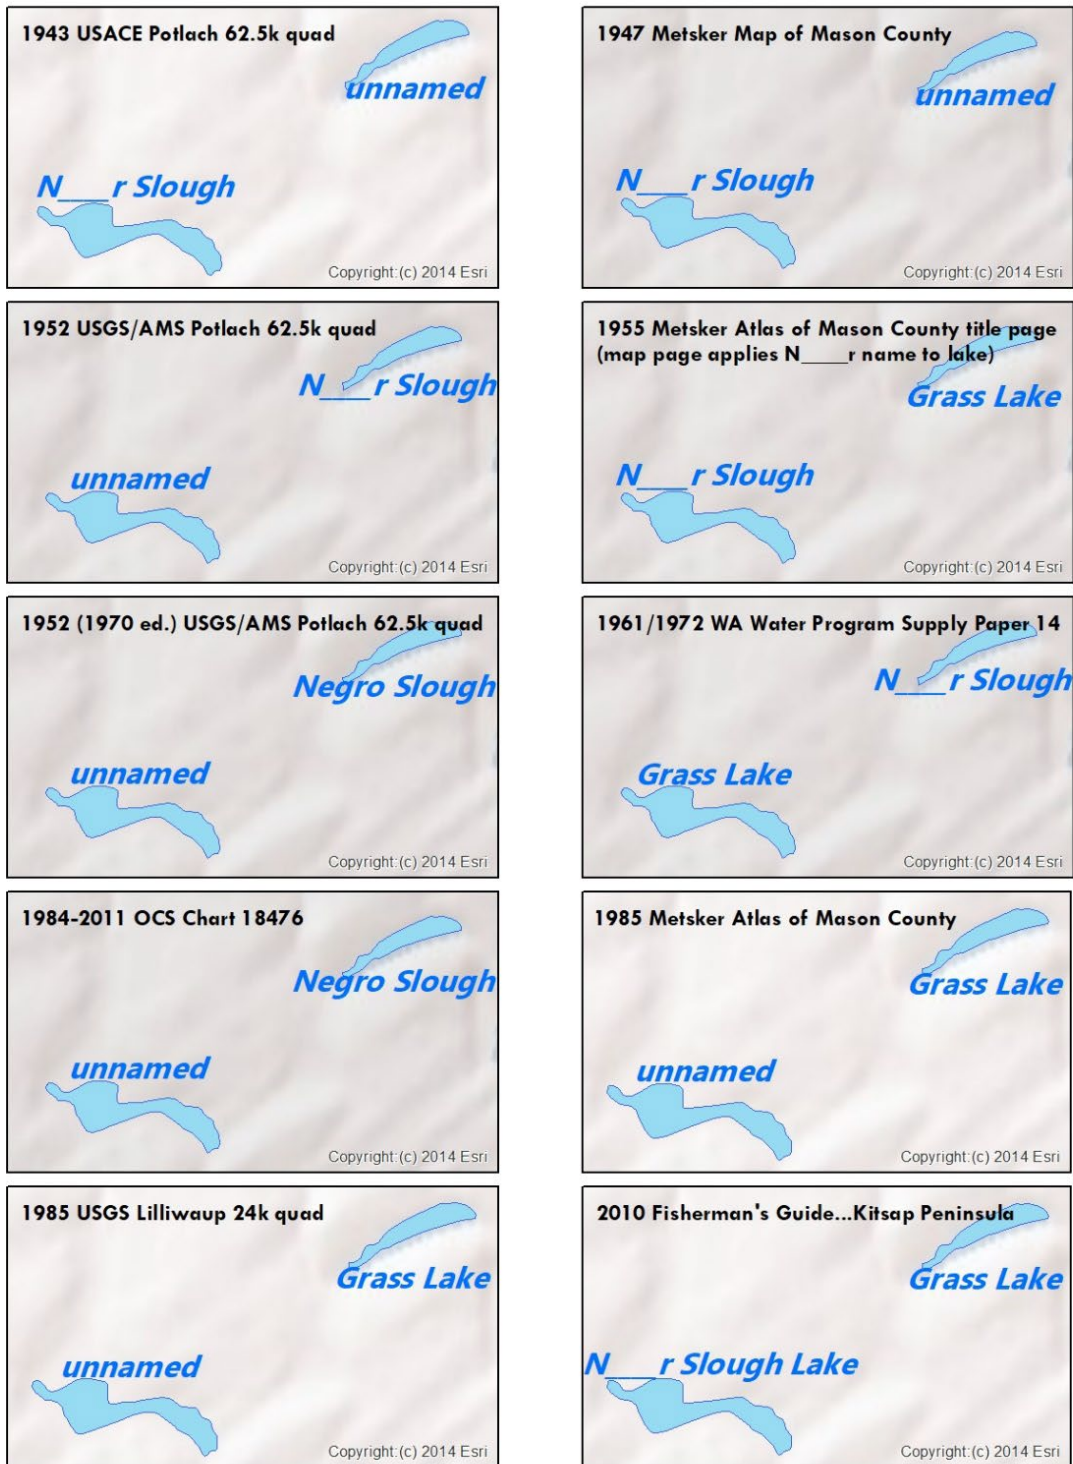 1943 USACE Potlach 62.5k quad
unnamed
N____r Slough
Copyright:(c) 2014 Esri
1947 Metsker Map of Mason County
unnamed
N____r Slough
Copyright:(c) 2014 Esri
1952 USGS/AMS Potlach 62.5k quad
N____r Slough
unnamed
Copyright:(c) 2014 Esri
1955 Metsker Atlas of Mason County title page
(map page applies N_____r name to lake)
Grass Lake
N____r Slough
Copyright:(c) 2014 Esri
1952 (1970 ed.) USGS/AMS Potlach 62.5k quad
Negro Slough
unnamed
Copyright:(c) 2014 Esri
1961/1972 WA Water Program Supply Paper 14
N____r Slough
Grass Lake
Copyright:(c) 2014 Esri
1984-2011 OCS Chart 18476
Negro Slough
unnamed
Copyright:(c) 2014 Esri
1985 Metsker Atlas of Mason County
Grass Lake
unnamed
Copyright:(c) 2014 Esri
1985 USGS Lilliwaup 24k quad
Grass Lake
unnamed
Copyright:(c) 2014 Esri
2010 Fisherman's Guide...Kitsap Peninsula
Grass Lake
N____r Slough Lake
Copyright:(c) 2014 Esri